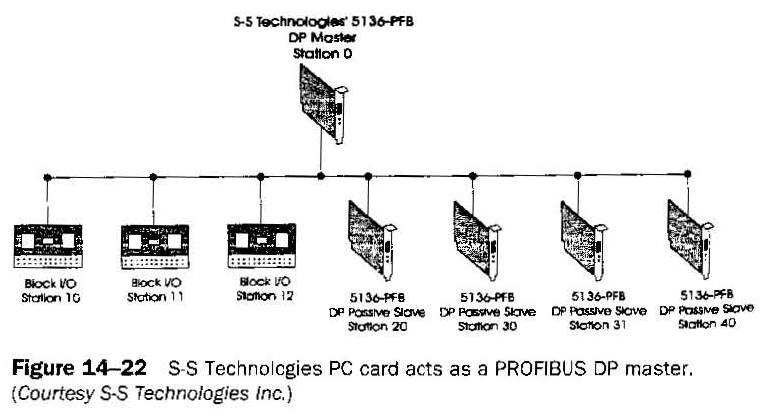 S-S Technologies' 5136-PFB
DP Master
Station 0
Block I/O
Station 10
Block I/O
Station 11
Block I/O
Station 12
5136-PFB
DP Passive Slave
Station 20
5136-PFB
DP Passive Slave
Station 30
5136-PFB
DP Passive Slave
Station 31
5136-PFB
DP Passive Slave
Station 40
Figure 14–22 S-S Technologies PC card acts as a PROFIBUS DP master.
(Courtesy S-S Technologies Inc.)